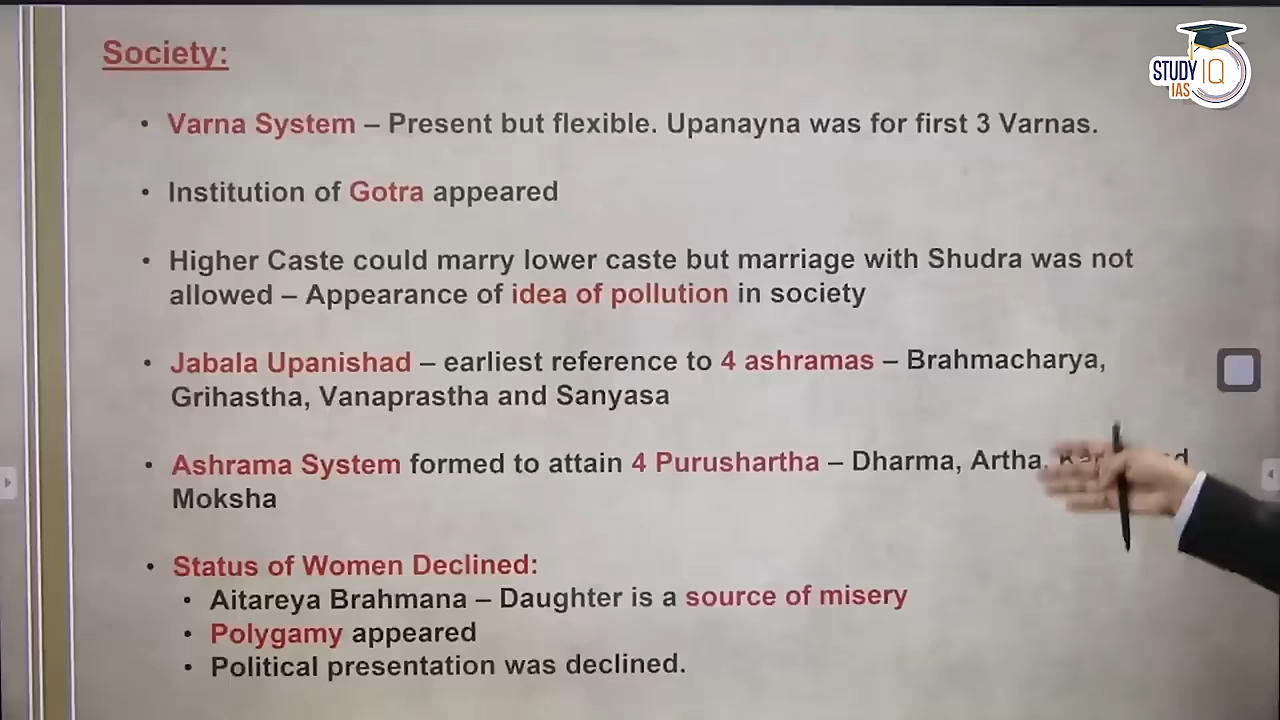 Society:
STUDY IQ
IAS
• Varna System – Present but flexible. Upanayna was for first 3 Varnas.
• Institution of Gotra appeared
• Higher Caste could marry lower caste but marriage with Shudra was not
allowed – Appearance of idea of pollution in society
• Jabala Upanishad – earliest reference to 4 ashramas – Brahmacharya,
Grihastha, Vanaprastha and Sanyasa
• Ashrama System formed to attain 4 Purushartha – Dharma, Artha,
Moksha
• Status of Women Declined:
• Aitareya Brahmana – Daughter is a source of misery
• Polygamy appeared
• Political presentation was declined.